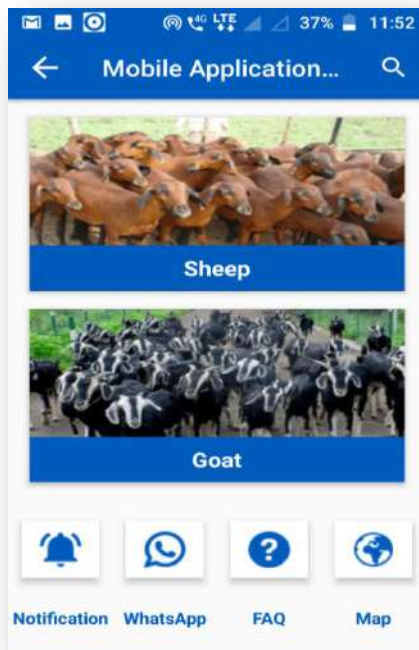 4G LTE 37% 11:52
Mobile Application...
Sheep
Goat
Notification WhatsApp FAQ Map